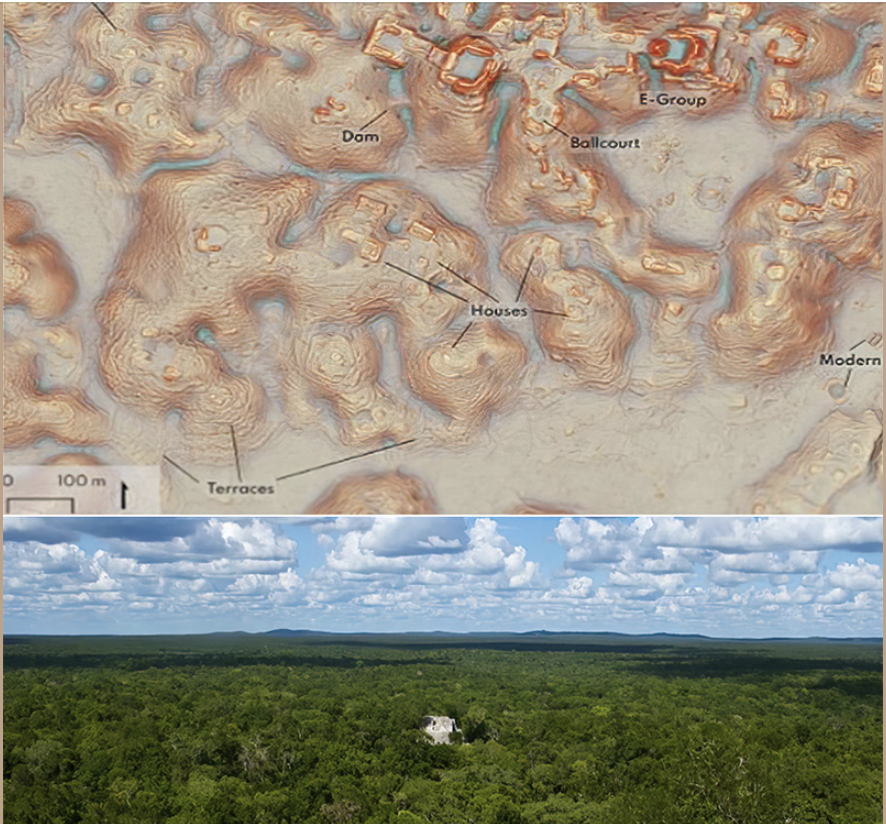 E-Group
Dam
Ballcourt
Houses
Modern
0 100 m
Terraces